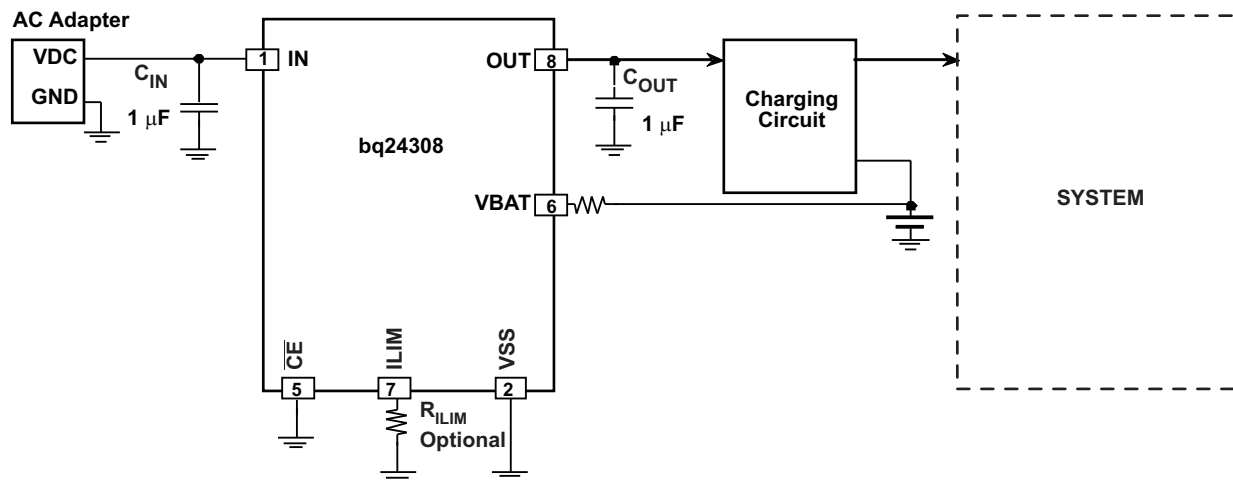 AC Adapter
VDC
GND
C_IN
1 μF
1
IN
OUT
8
C_OUT
1 μF
Charging
Circuit
bq24308
VBAT
6
SYSTEM
CE
ILIM
VSS
5
7
2
R_ILIM
Optional